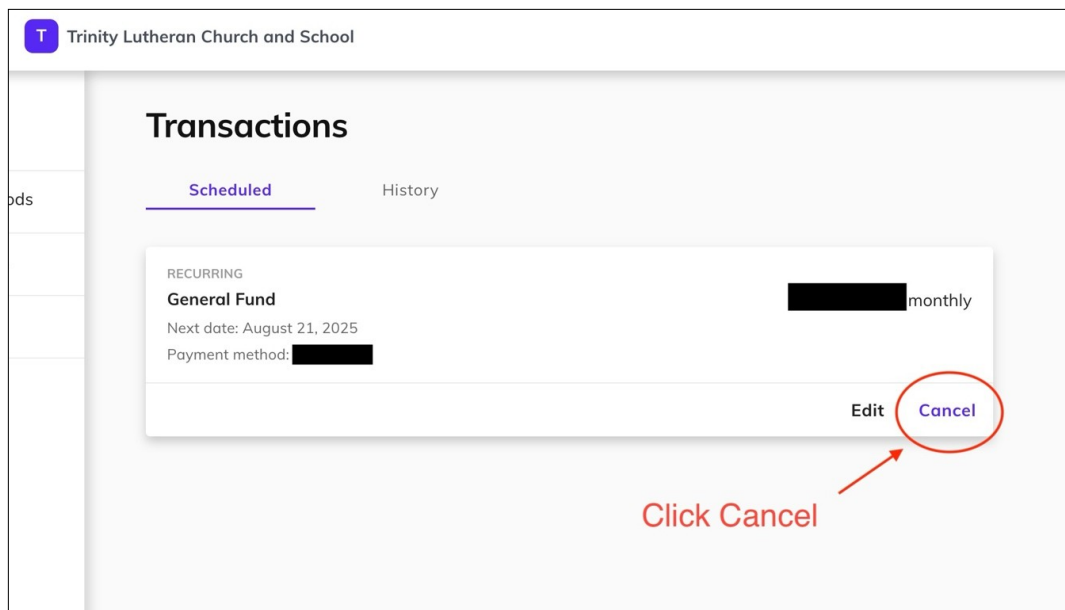 T Trinity Lutheran Church and School
Transactions
Scheduled History
RECURRING
General Fund
monthly
Next date: August 21, 2025
Payment method:
Edit Cancel
Click Cancel